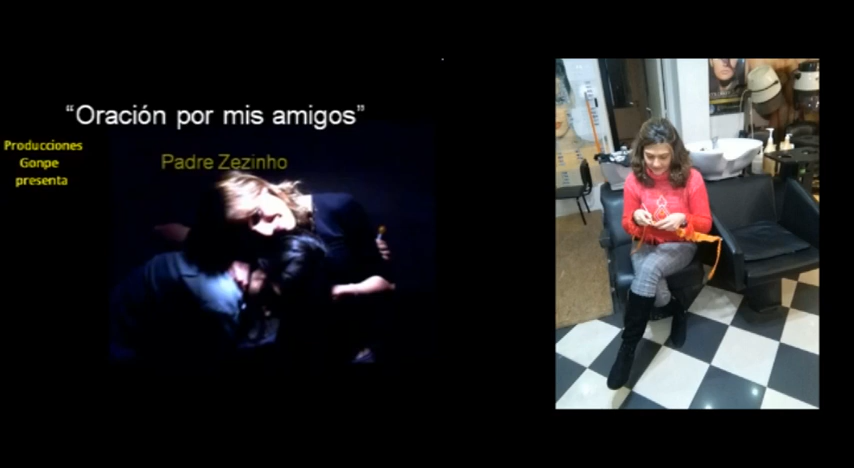 “Oración por mis amigos”
Producciones
Gonpe
presenta
Padre Zezinho